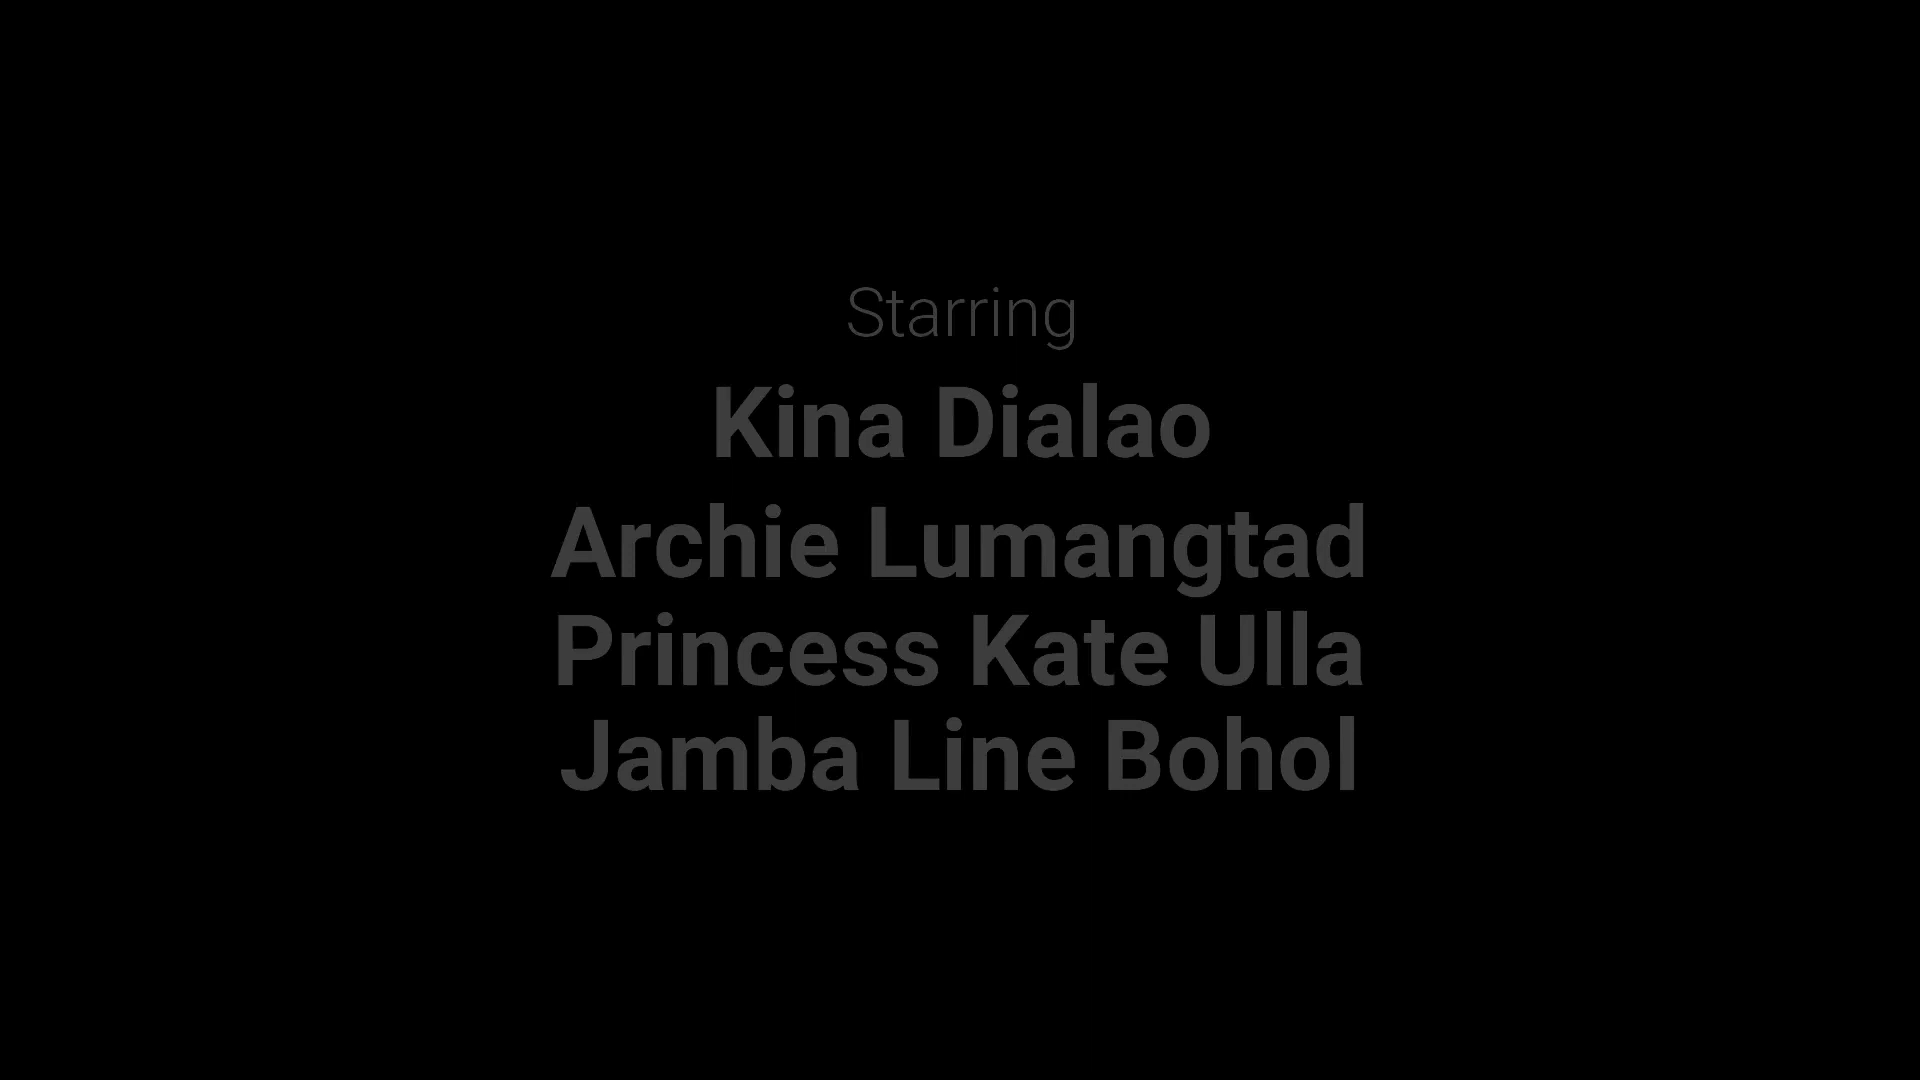 Starring
Kina Dialao
Archie Lumangtad
Princess Kate Ulla
Jamba Line Bohol